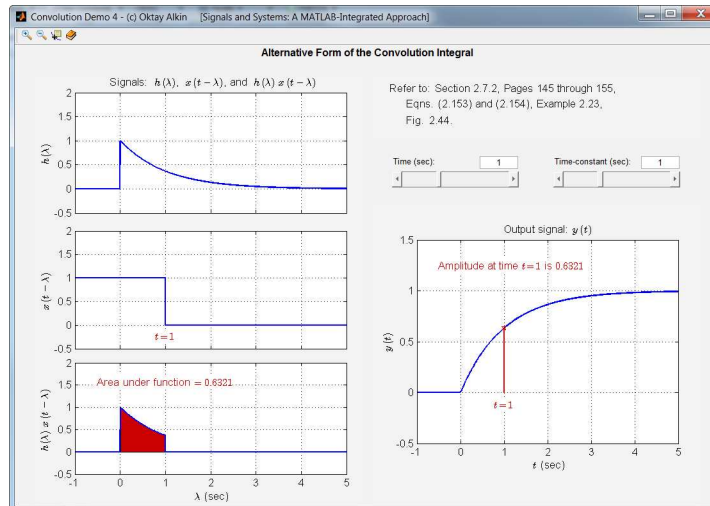 Convolution Demo 4 - (c) Oktay Alkin [Signals and Systems: A MATLAB-Integrated Approach]
Alternative Form of the Convolution Integral
Signals: h(λ), x(t−λ), and h(λ) x(t−λ)
2
1.5
1
0.5
0
-0.5
h(λ)
2
1.5
1
0.5
0
-0.5
x(t−λ)
t=1
2
1.5
1
0.5
0
-0.5
h(λ) x(t−λ)
Area under function = 0.6321
-1 0 1 2 3 4 5
λ (sec)
Refer to: Section 2.7.2, Pages 145 through 155,
Eqns. (2.153) and (2.154), Example 2.23,
Fig. 2.44.
Time (sec): 1
Time-constant (sec): 1
Output signal: y(t)
1.5
1
0.5
0
-0.5
y(t)
Amplitude at time t=1 is 0.6321
t=1
-1 0 1 2 3 4 5
t (sec)